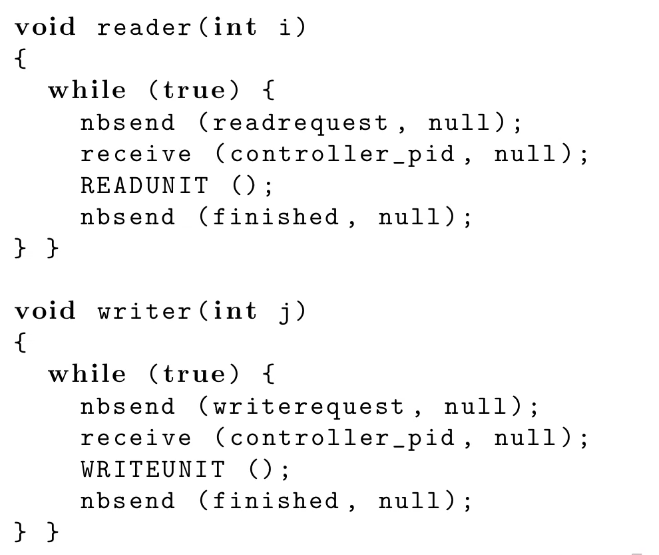 void reader(int i)
{
  while (true) {
    nbsend (readrequest, null);
    receive (controller_pid, null);
    READUNIT ();
    nbsend (finished, null);
} }

void writer(int j)
{
  while (true) {
    nbsend (writerequest, null);
    receive (controller_pid, null);
    WRITEUNIT ();
    nbsend (finished, null);
} }